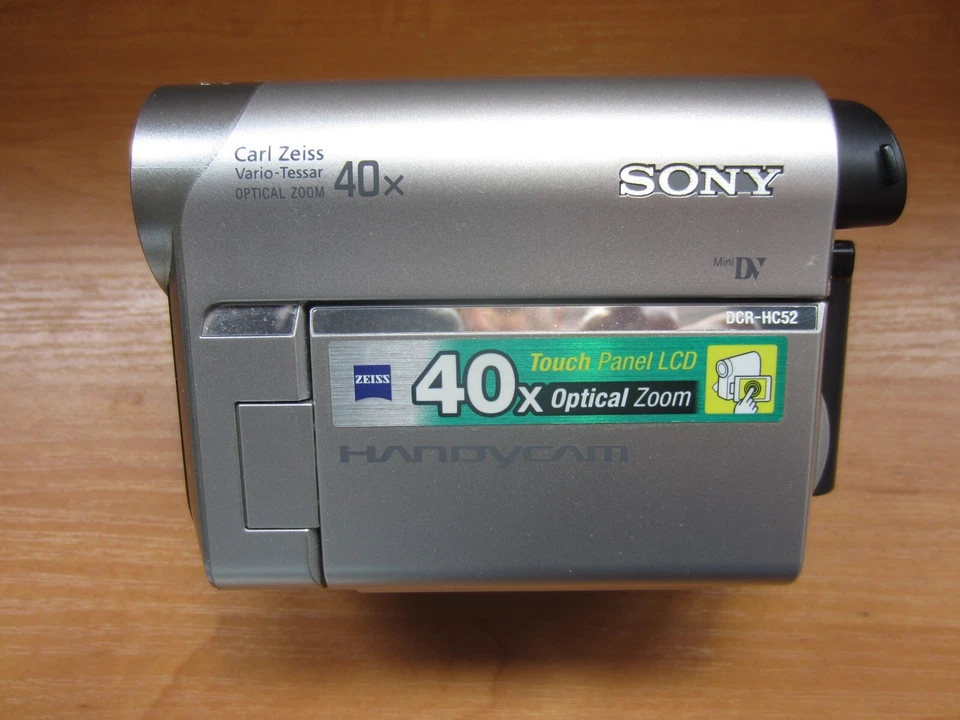 Carl Zeiss
Vario-Tessar
OPTICAL ZOOM 40x
SONY
Mini DV
DCR-HC52
ZEISS
40x
Touch Panel LCD
Optical Zoom
HANDYCAM